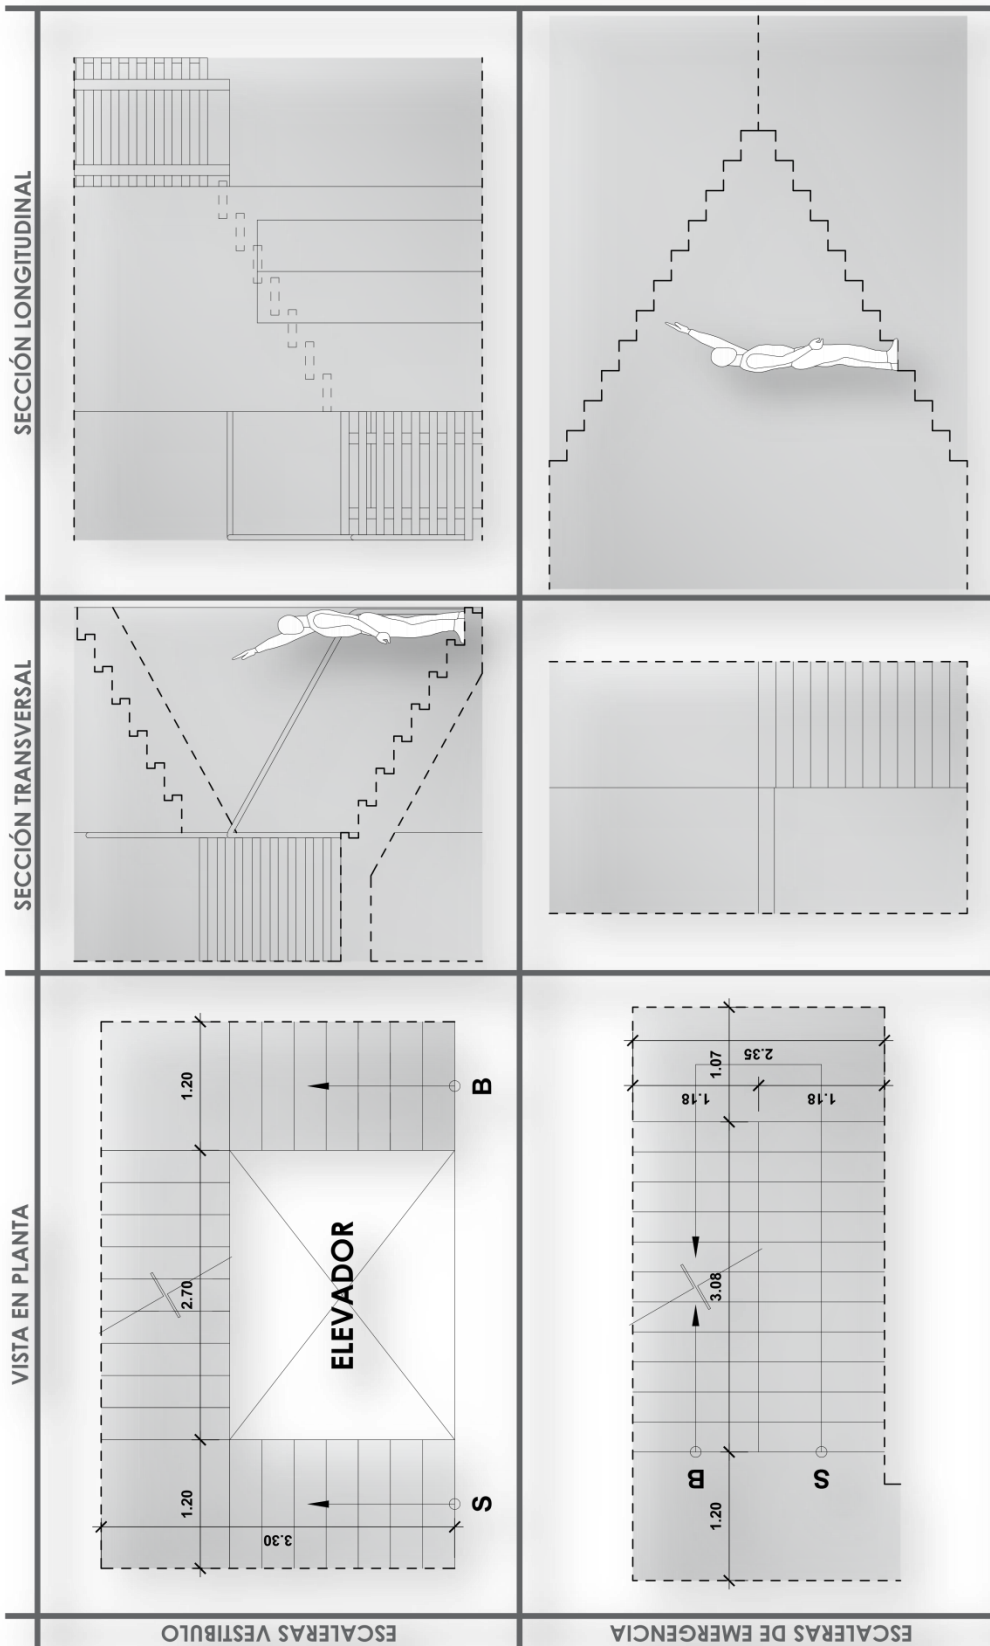 VISTA EN PLANTA
SECCIÓN TRANSVERSAL
SECCIÓN LONGITUDINAL
ESCALERAS VESTIBULO
1.20
2.70
1.20
3.30
ELEVADOR
S
B
ESCALERAS DE EMERGENCIA
1.20
3.08
1.07
2.35
1.18
1.18
B
S